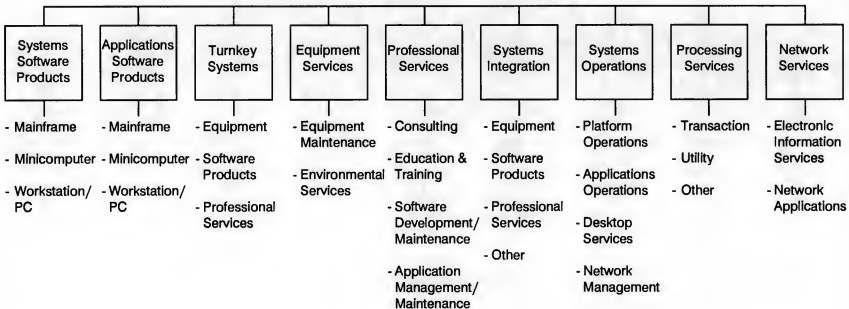 Systems
Software
Products
- Mainframe
- Minicomputer
- Workstation/
PC
Applications
Software
Products
- Mainframe
- Minicomputer
- Workstation/
PC
Turnkey
Systems
- Equipment
- Software
Products
- Professional
Services
Equipment
Services
- Equipment
Maintenance
- Environmental
Services
Professional
Services
- Consulting
- Education &
Training
- Software
Development/
Maintenance
- Application
Management/
Maintenance
Systems
Integration
- Equipment
- Software
Products
- Professional
Services
- Other
Systems
Operations
- Platform
Operations
- Applications
Operations
- Desktop
Services
- Network
Management
Processing
Services
- Transaction
- Utility
- Other
Network
Services
- Electronic
Information
Services
- Network
Applications